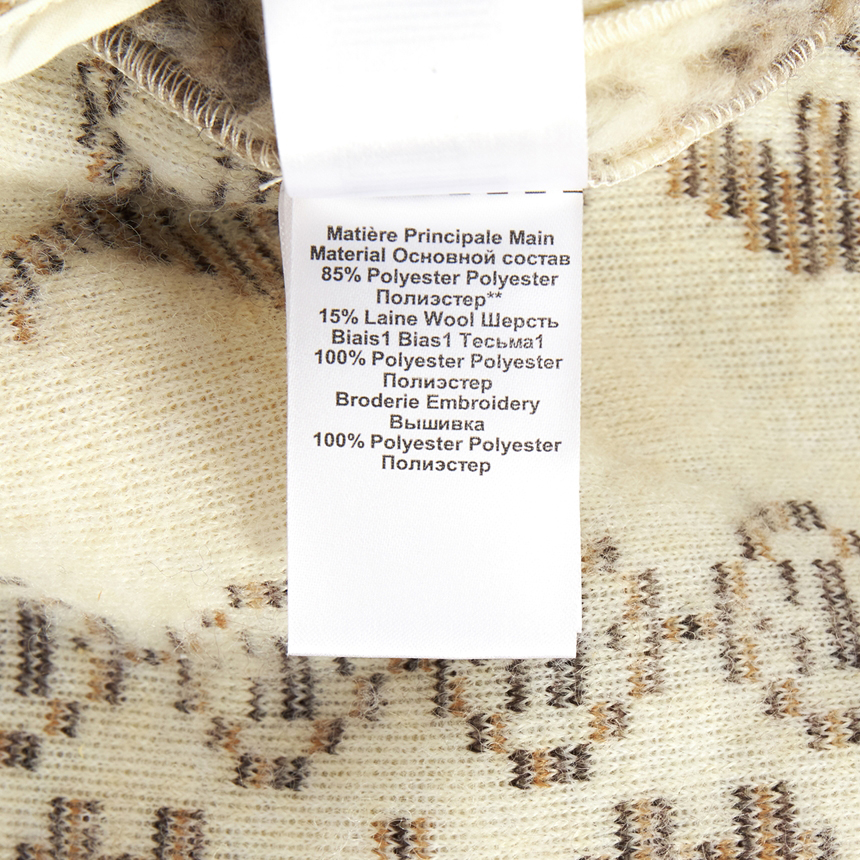 Matière Principale Main
Material Основной состав
85% Polyester Polyester
Полиэстер**
15% Laine Wool Шерсть
Biais1 Bias1 Тесьма1
100% Polyester Polyester
Полиэстер
Broderie Embroidery
Вышивка
100% Polyester Polyester
Полиэстер